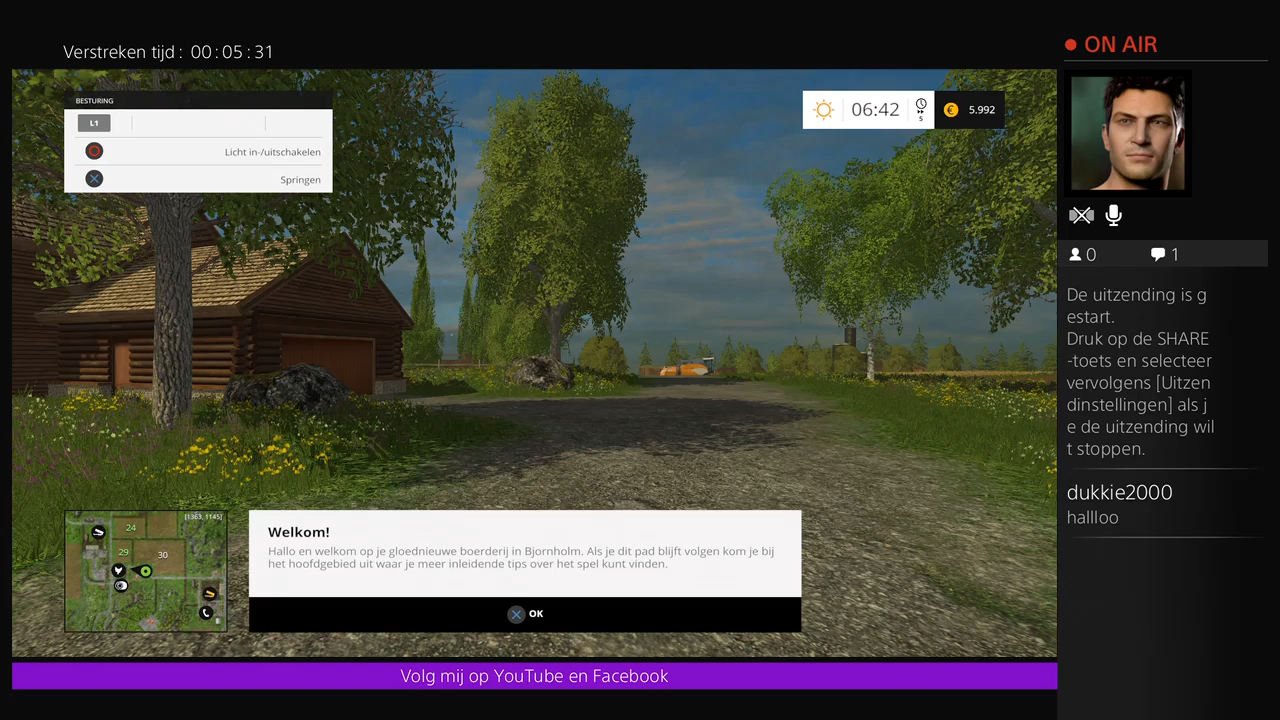 Verstreken tijd : 00:05:31
ON AIR
BESTURING
L1
Licht in-/uitschakelen
Springen
06:42
s
€
5.992
0
1
De uitzending is g
estart.
Druk op de SHARE
-toets en selecteer
vervolgens [Uitzen
dinstellingen] als j
e de uitzending wil
t stoppen.
dukkie2000
hallloo
[1363, 1145]
24
29
30
Welkom!
Hallo en welkom op je gloednieuwe boerderij in Bjornholm. Als je dit pad blijft volgen kom je bij
het hoofdgebied uit waar je meer inleidende tips over het spel kunt vinden.
OK
Volg mij op YouTube en Facebook